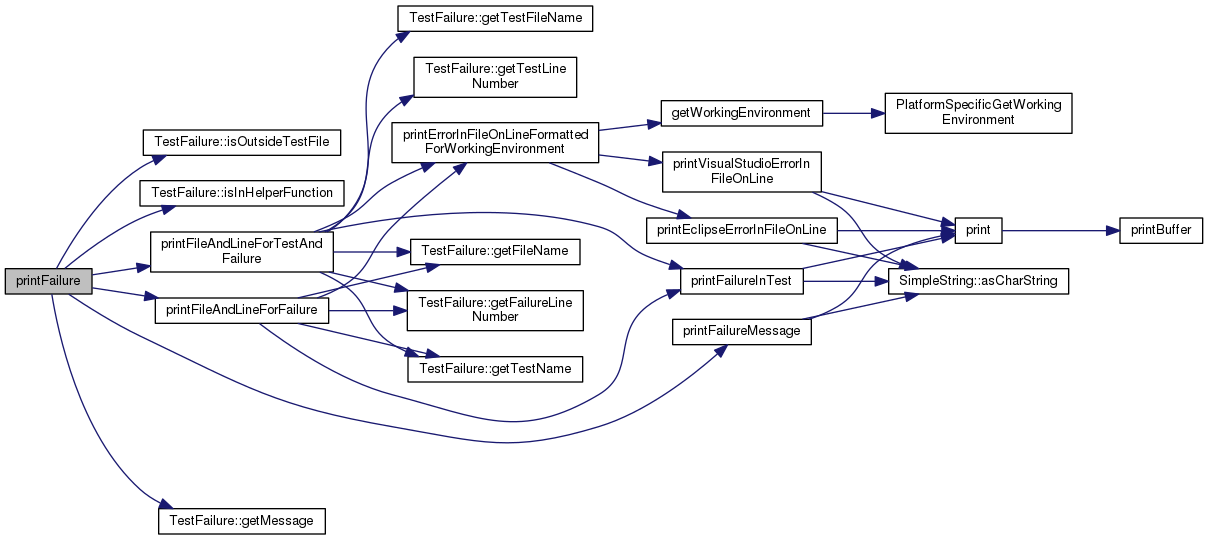 printFailure
TestFailure::isOutsideTestFile
TestFailure::isInHelperFunction
printFileAndLineForTestAnd
Failure
printFileAndLineForFailure
TestFailure::getMessage
TestFailure::getTestFileName
TestFailure::getTestLine
Number
printErrorInFileOnLineFormatted
ForWorkingEnvironment
TestFailure::getFileName
TestFailure::getFailureLine
Number
TestFailure::getTestName
getWorkingEnvironment
printVisualStudioErrorIn
FileOnLine
printEclipseErrorInFileOnLine
printFailureInTest
printFailureMessage
PlatformSpecificGetWorking
Environment
print
SimpleString::asCharString
printBuffer